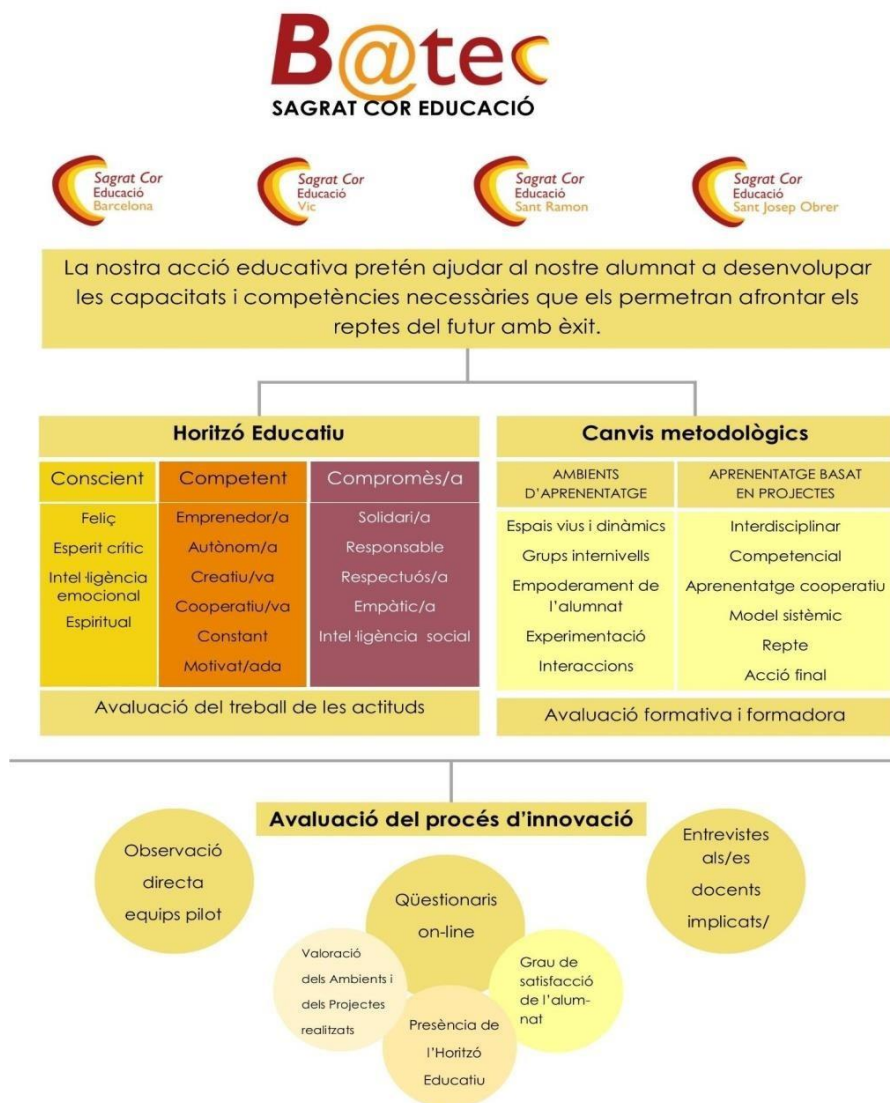 B@tec
SAGRAT COR EDUCACIÓ
Sagrat Cor
Educació
Barcelona
Sagrat Cor
Educació
Vic
Sagrat Cor
Educació
Sant Ramon
Sagrat Cor
Educació
Sant Josep Obrer
La nostra acció educativa pretén ajudar al nostre alumnat a desenvolupar
les capacitats i competències necessàries que els permetran afrontar els
reptes del futur amb èxit.
Horitzó Educatiu
Conscient
Feliç
Esperit crític
Intel·ligència
emocional
Espiritual
Competent
Emprenedor/a
Autònom/a
Creatiu/va
Cooperatiu/va
Constant
Motivat/ada
Compromès/a
Solidari/a
Responsable
Respectuós/a
Empàtic/a
Intel·ligència social
Avaluació del treball de les actituds
Canvis metodològics
AMBIENTS
D'APRENENTATGE
Espais vius i dinàmics
Grups internivells
Empoderament de
l'alumnat
Experimentació
Interaccions
APRENENTATGE BASAT
EN PROJECTES
Interdisciplinar
Competencial
Aprenentatge cooperatiu
Model sistèmic
Repte
Acció final
Avaluació formativa i formadora
Avaluació del procés d'innovació
Observació
directa
equips pilot
Qüestionaris
on-line
Valoració
dels Ambients i
dels Projectes
realitzats
Presència de
l'Horitzó
Educatiu
Grau de
satisfacció
de l'alum-
nat
Entrevistes
als/es
docents
implicats/